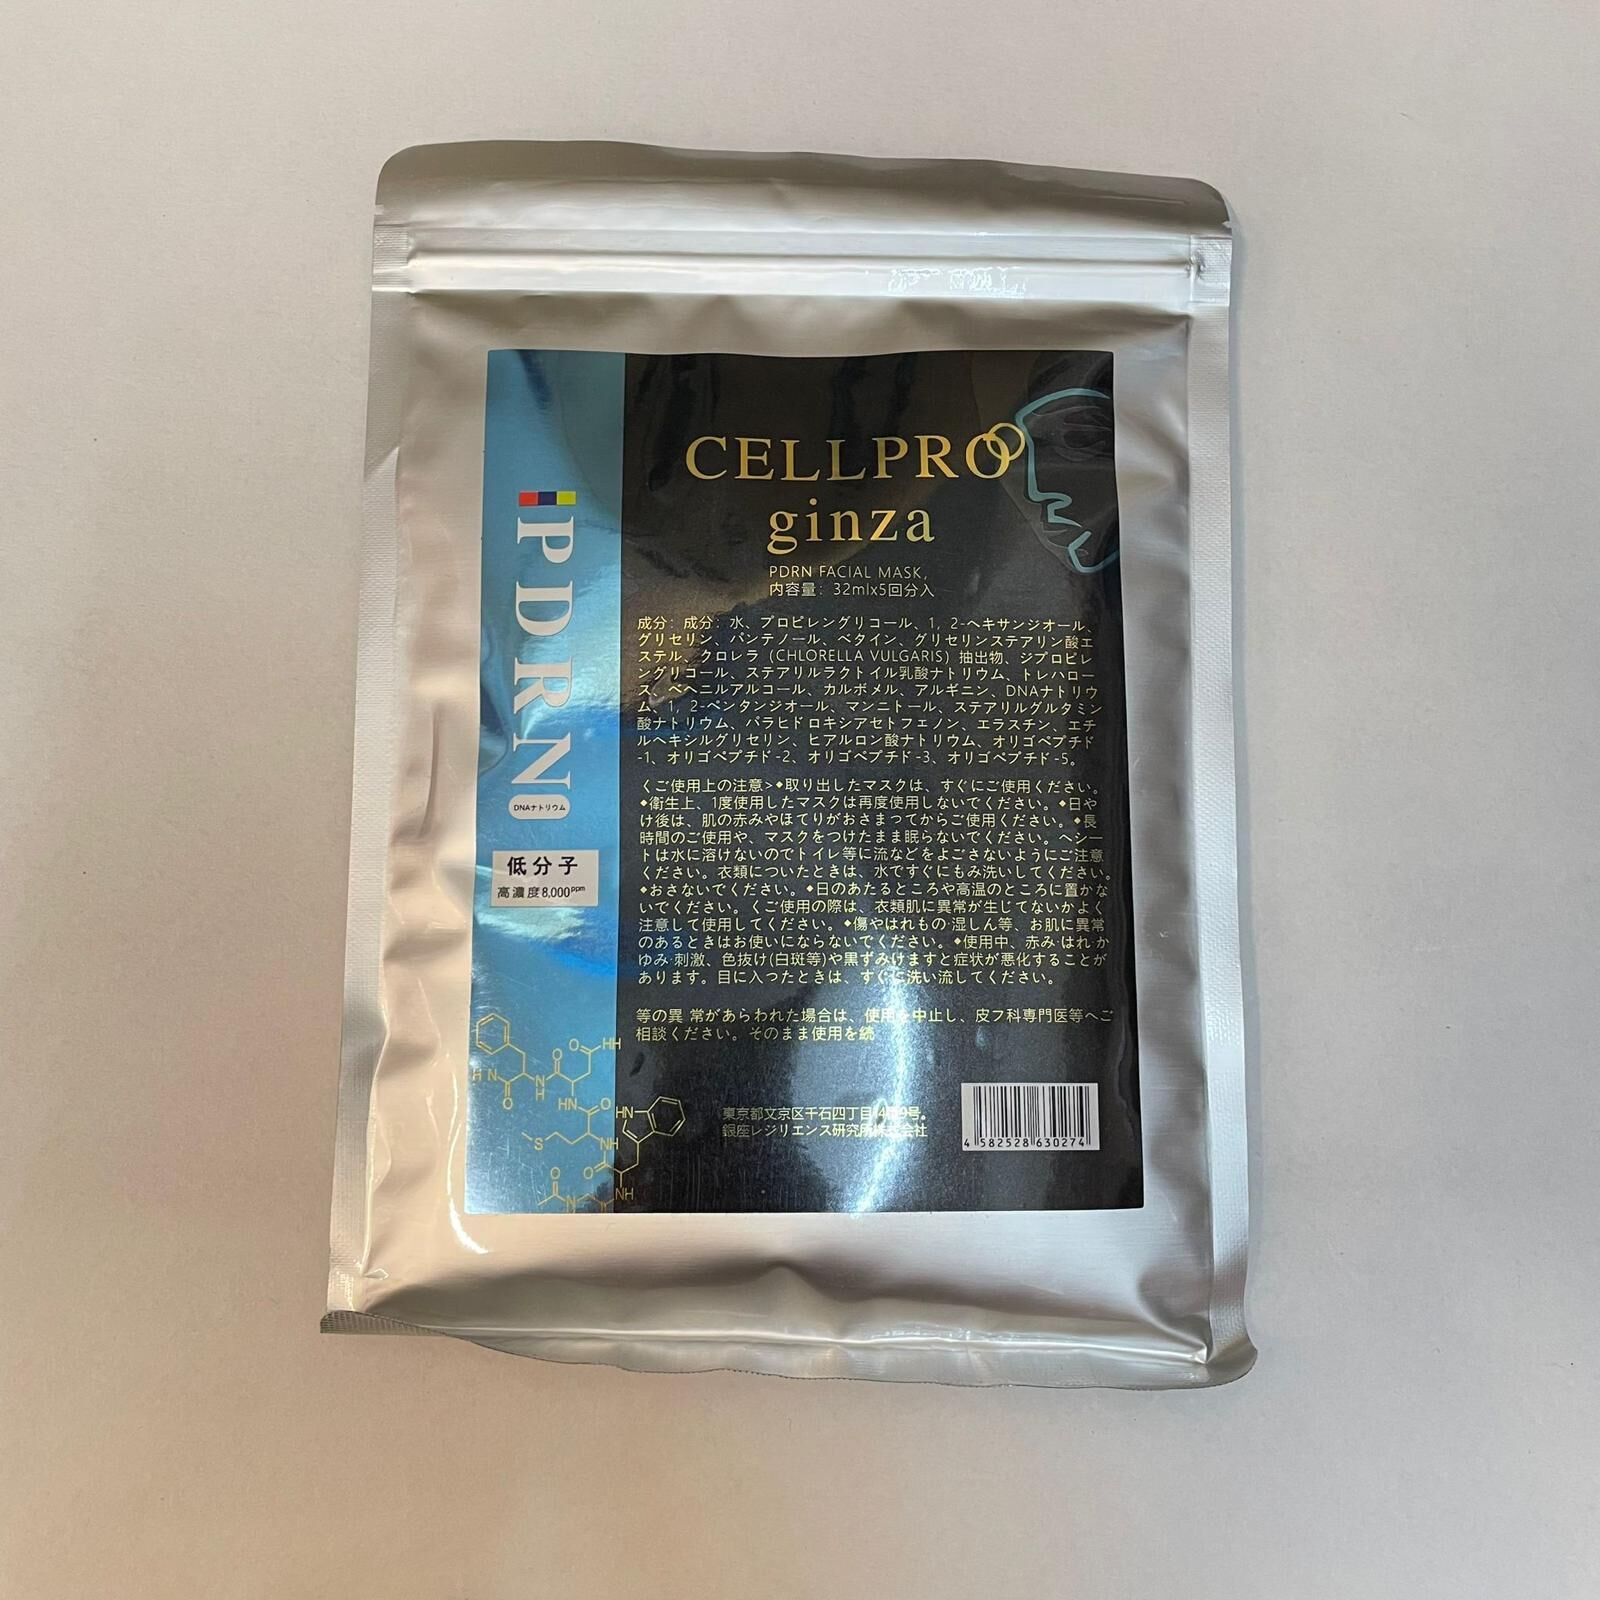 CELLPRO
ginza
PDRN FACIAL MASK,
内容量：32mlx5回分入
PDRN
DNAナトリウム
低分子
高濃度8,000ppm
成分：成分：水、プロピレングリコール、1，2-ヘキサンジオール、
グリセリン、パンテノール、ベタイン、グリセリンステアリン酸エ
ステル、クロレラ（CHLORELLA VULGARIS）抽出物、ジプロピレ
ングリコール、ステアリルラクトイル乳酸ナトリウム、トレハロー
ス、ベヘニルアルコール、カルボメル、アルギニン、DNAナトリウ
ム、1，2-ペンタンジオール、マンニトール、ステアリルグルタミン
酸ナトリウム、パラヒドロキシアセトフェノン、エラスチン、エチ
ルヘキシルグリセリン、ヒアルロン酸ナトリウム、オリゴペプチド
-1、オリゴペプチド-2、オリゴペプチド-3、オリゴペプチド-5。
くご使用上の注意>◆取り出したマスクは、すぐにご使用ください。
◆衛生上、1度使用したマスクは再度使用しないでください。◆日や
け後は、肌の赤みやほてりがおさまってからご使用ください。◆長
時間のご使用や、マスクをつけたまま眠らないでください。ヘシー
トは水に溶けないのでトイレ等に流などをよごさないようにご注意
ください。衣類についたときは、水ですぐにもみ洗いしてください。
◆おさないでください。◆日のあたるところや高温のところに置かな
いでください。くご使用の際は、衣類肌に異常が生じてないかよく
注意して使用してください。◆傷やはれもの·湿しん等、お肌に異常
のあるときはお使いにならないでください。◆使用中、赤み·はれ·か
ゆみ·刺激、色抜け(白斑等)や黒ずみけますと症状が悪化することが
あります。目に入ったときは、すぐに洗い流してください。
等の異 常があらわれた場合は、使用を中止し、皮フ科専門医等へご
相談ください。そのまま使用を続
東京都文京区千石四丁目 9号。
銀座レジリエンス研究所株式会社
4 582528 630274
O HH
O
H N O N H HN O
HN
S NH
O O
N NH